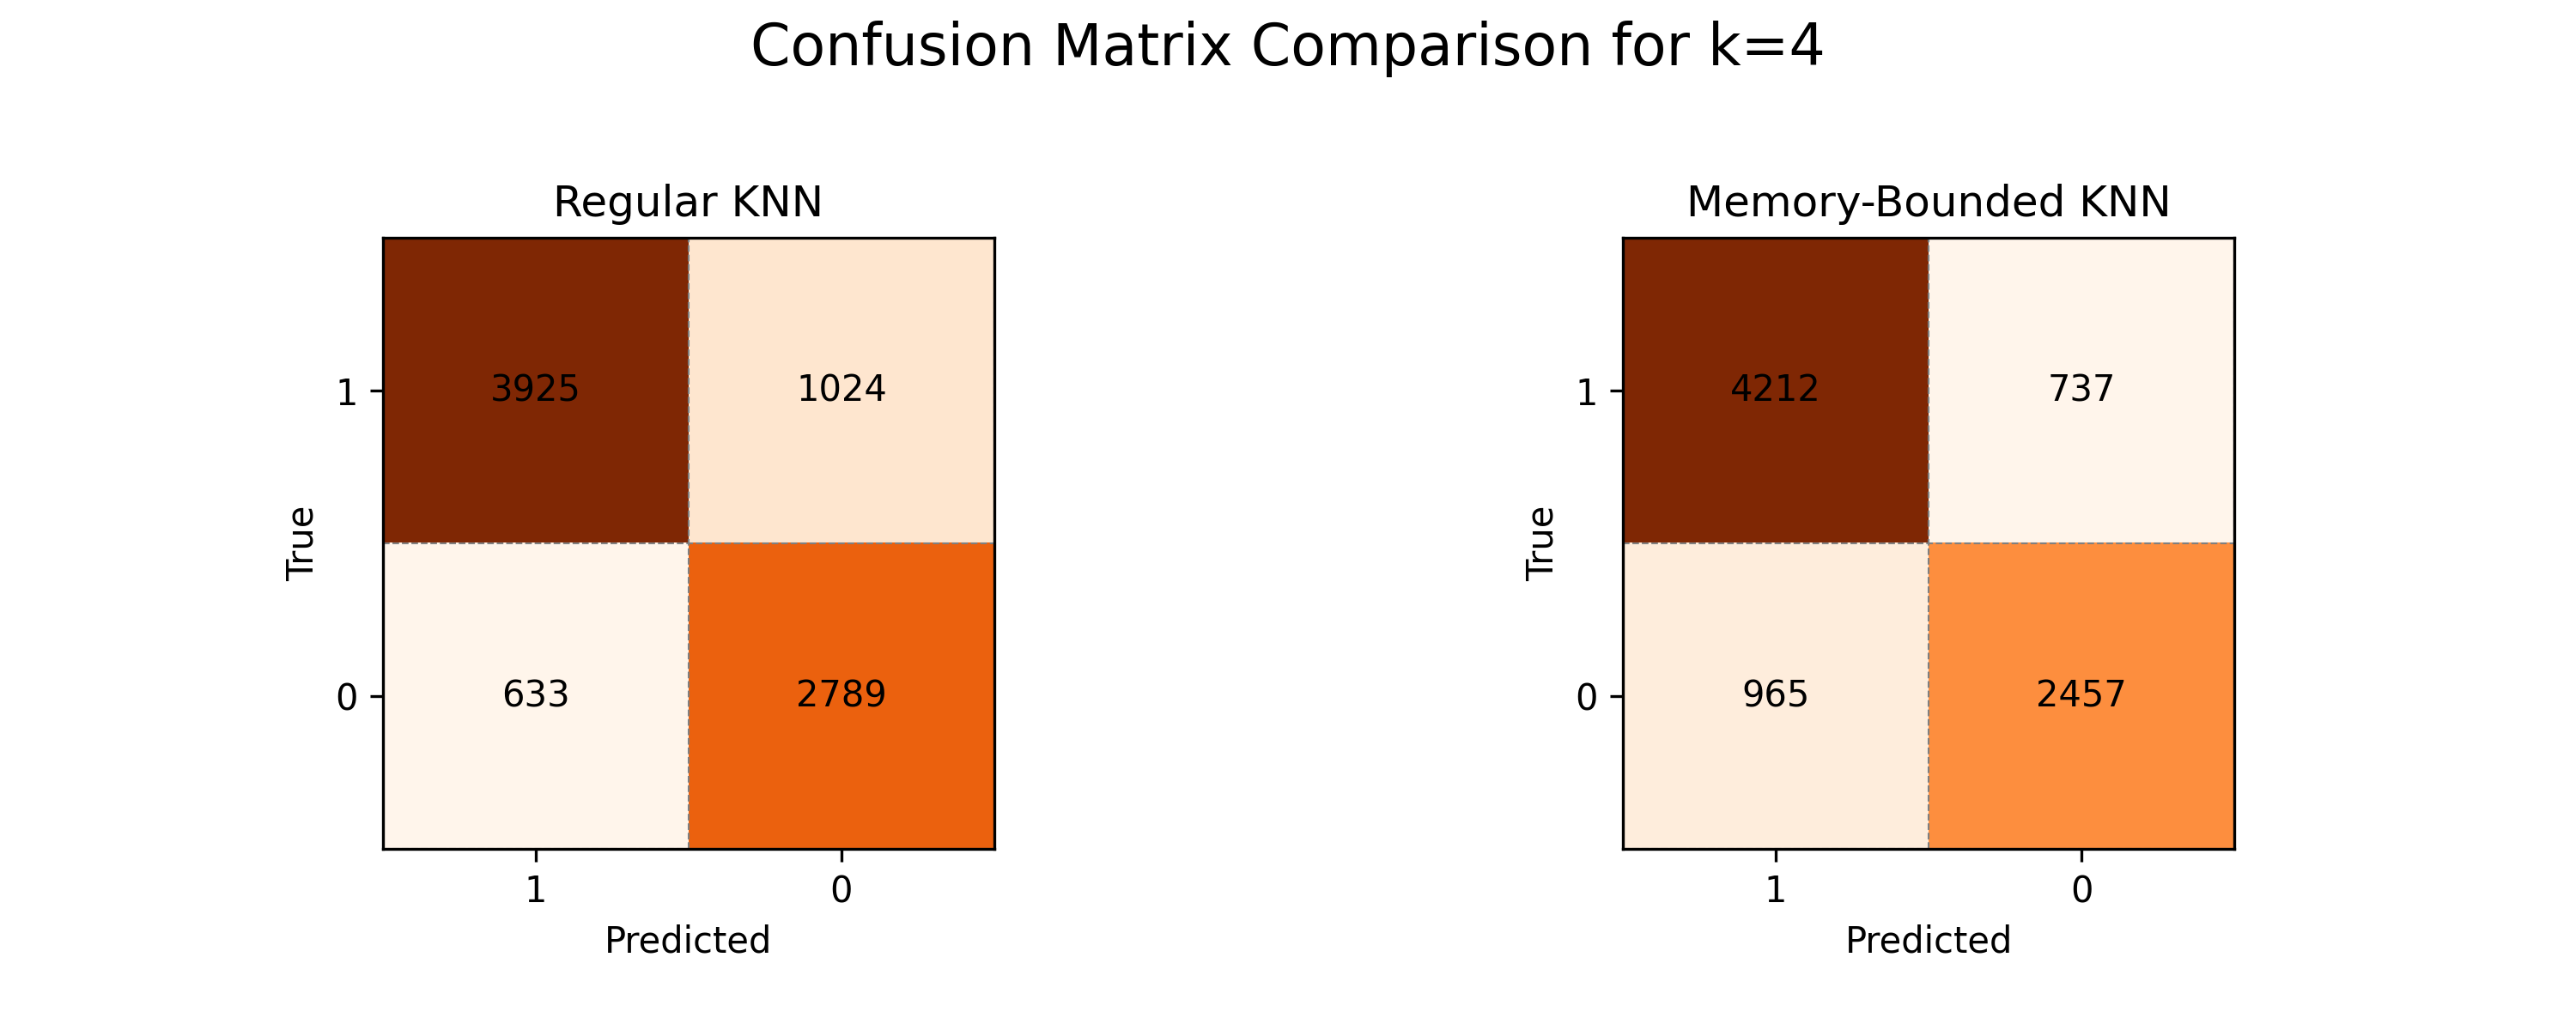 Confusion Matrix Comparison for k=4
Regular KNN
3925 1024
633 2789
1
0
True
1 0
Predicted
Memory-Bounded KNN
4212 737
965 2457
1
0
True
1 0
Predicted